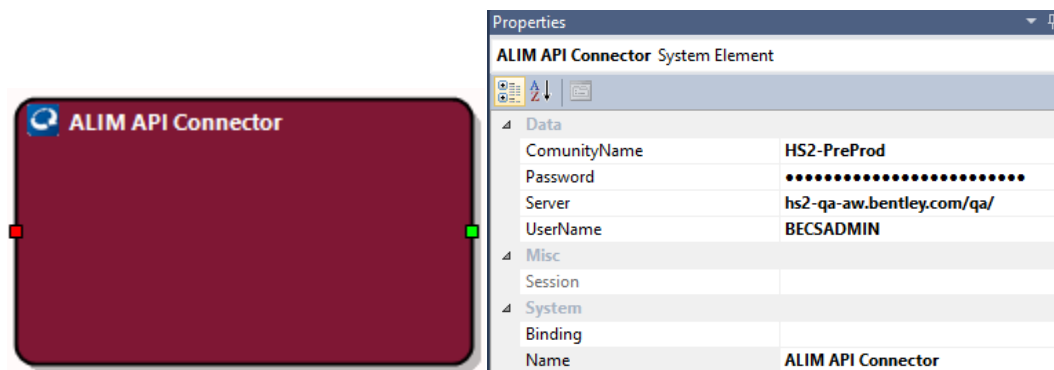 ALIM API Connector
Properties
ALIM API Connector System Element
Data
ComunityName HS2-PreProd
Password ●●●●●●●●●●●●●●●●●●●●●●●●●
Server hs2-qa-aw.bentley.com/qa/
UserName BECSADMIN
Misc
Session
System
Binding
Name ALIM API Connector